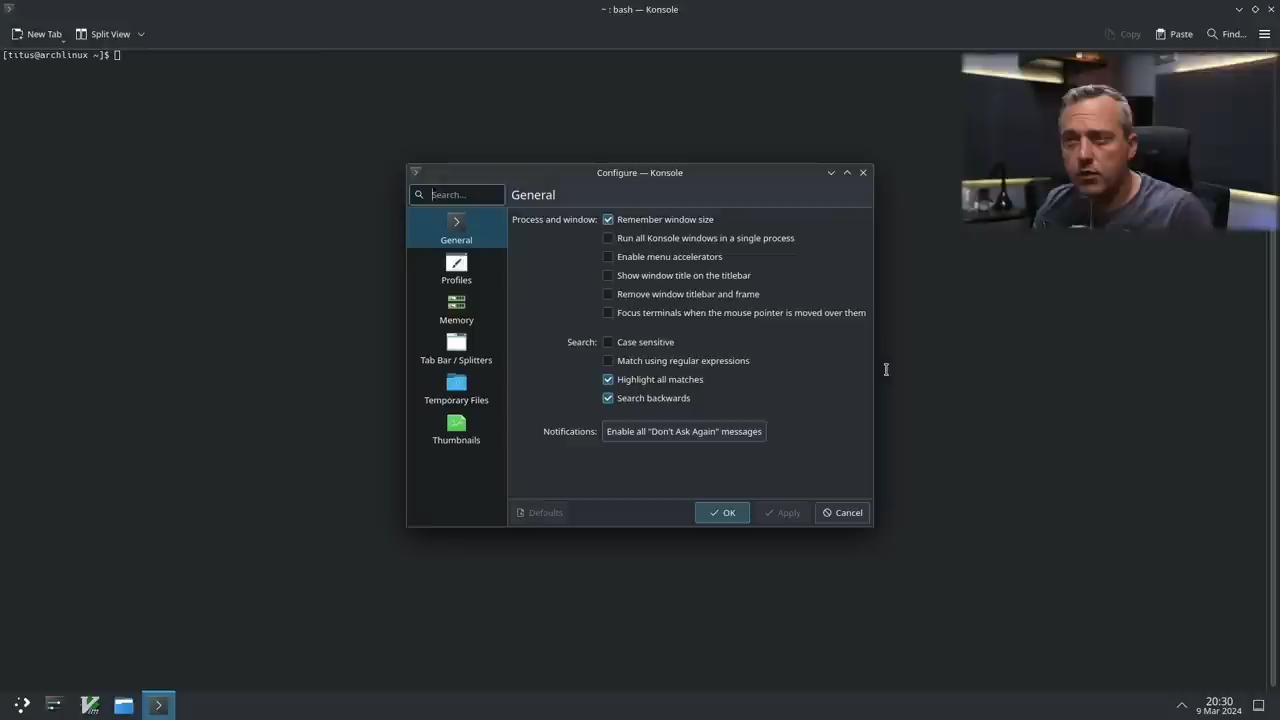 ~ : bash — Konsole
New Tab
Split View
Copy
Paste
Find...
[titus@archlinux ~]$
Configure — Konsole
Search...
General
General
Profiles
Memory
Tab Bar / Splitters
Temporary Files
Thumbnails
Process and window:
Remember window size
Run all Konsole windows in a single process
Enable menu accelerators
Show window title on the titlebar
Remove window titlebar and frame
Focus terminals when the mouse pointer is moved over them
Search:
Case sensitive
Match using regular expressions
Highlight all matches
Search backwards
Notifications:
Enable all "Don't Ask Again" messages
Defaults
OK
Apply
Cancel
20:30
9 Mar 2024